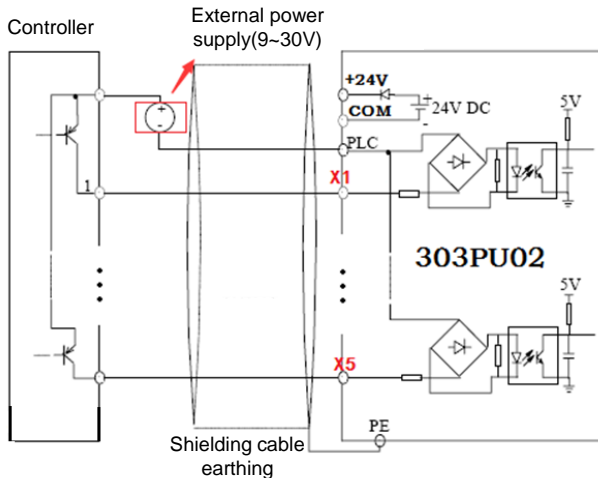 Controller
External power
supply(9~30V)
+24V
COM
24V DC
PLC
5V
1
X1
303PU02
5V
X5
PE
Shielding cable
earthing